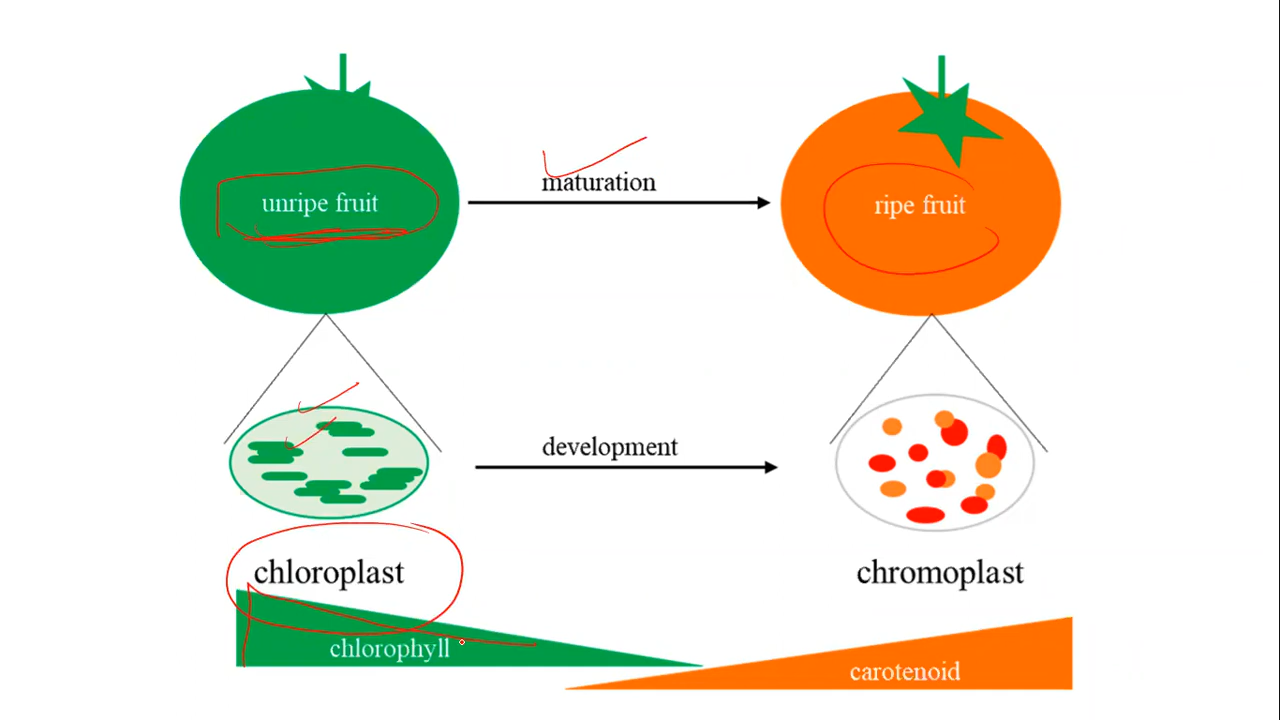 unripe fruit
maturation
ripe fruit
development
chloroplast
chromoplast
chlorophyll
carotenoid